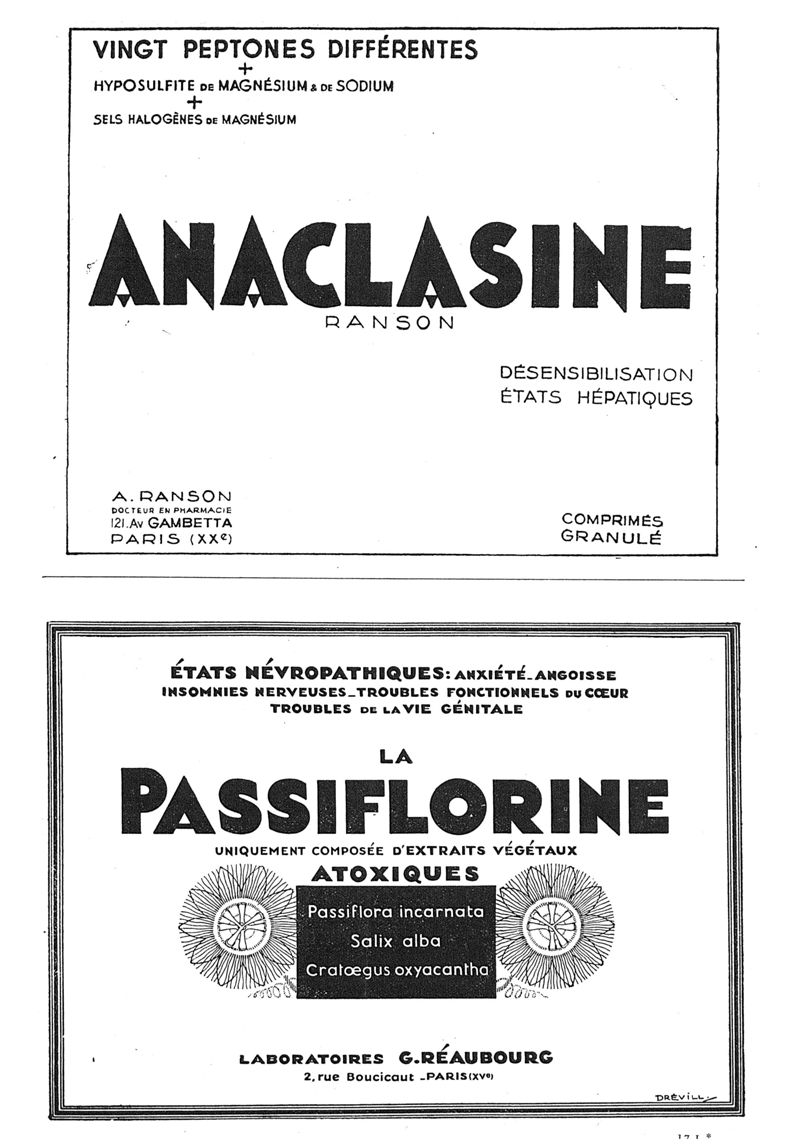 VINGT PEPTONES DIFFÉRENTES
+
HYPOSULFITE DE MAGNÉSIUM & DE SODIUM
+
SELS HALOGÈNES DE MAGNÉSIUM
ANACLASINE
RANSON
DÉSENSIBILISATION
ÉTATS HÉPATIQUES
A. RANSON
DOCTEUR EN PHARMACIE
121. Av GAMBETTA
PARIS (XXe)
COMPRIMÉS
GRANULÉ
ÉTATS NÉVROPATHIQUES: ANXIÉTÉ_ANGOISSE
INSOMNIES NERVEUSES_TROUBLES FONCTIONNELS DU CŒUR
TROUBLES DE LA VIE GÉNITALE
LA
PASSIFLORINE
UNIQUEMENT COMPOSÉE D'EXTRAITS VÉGÉTAUX
ATOXIQUES
Passiflora incarnata
Salix alba
Cratœgus oxyacantha
LABORATOIRES G. RÉAUBOURG
2, rue Boucicaut _PARIS (XVe)
DRÉVILL